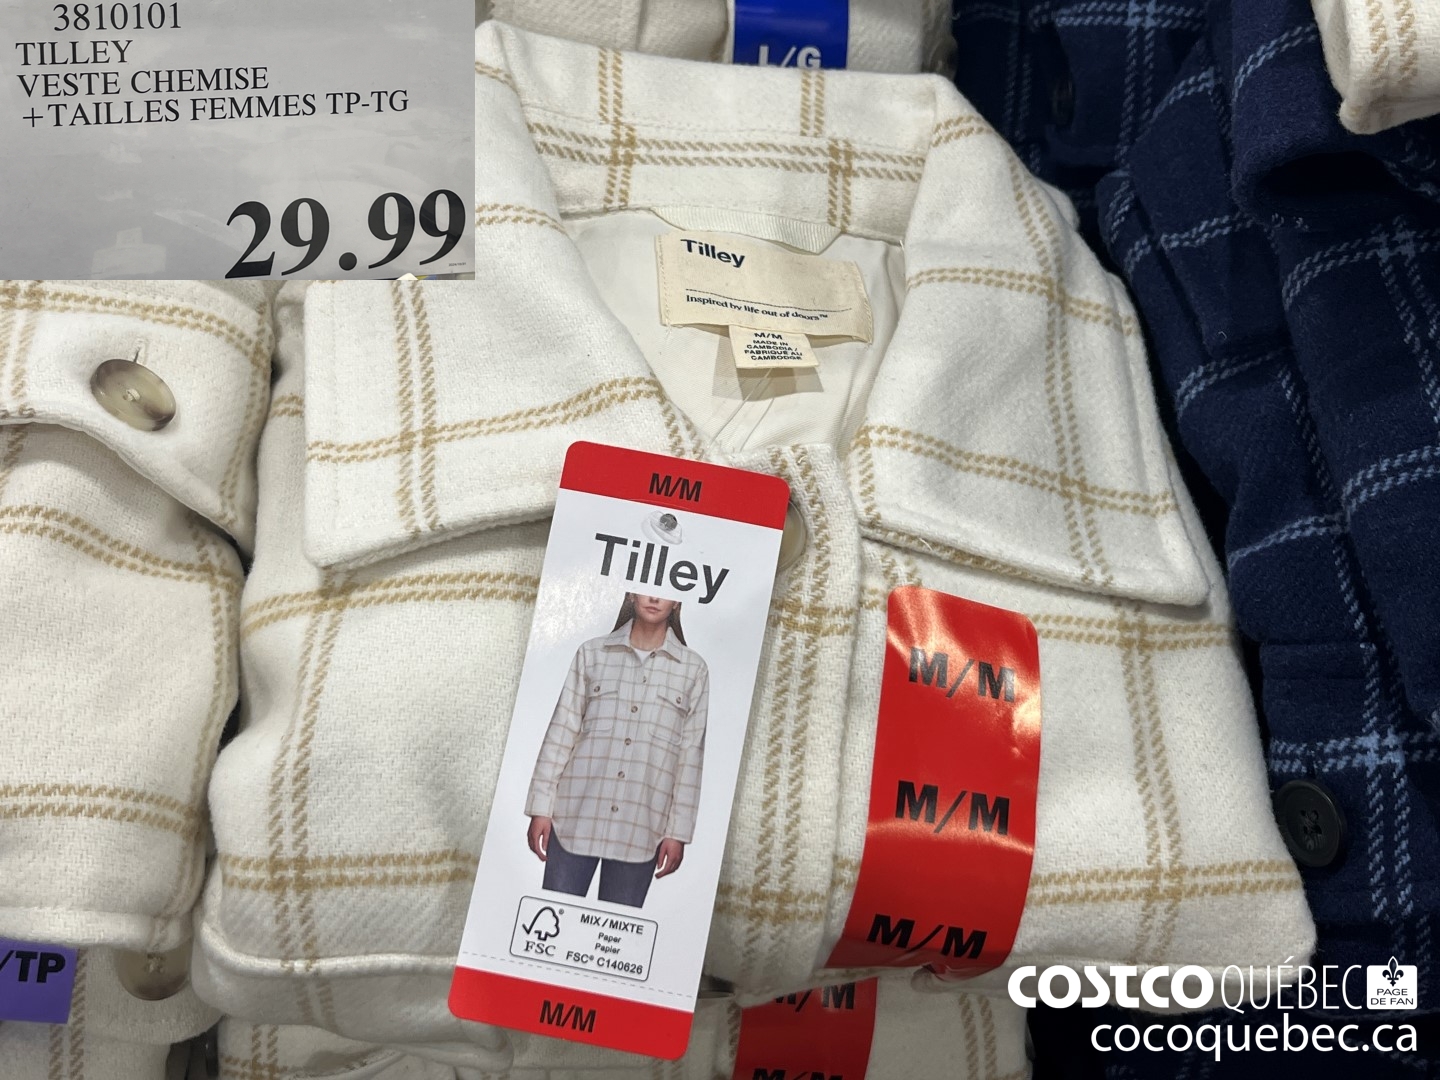 3810101
TILLEY
VESTE CHEMISE
+TAILLES FEMMES TP-TG
29.99
L/G
Tilley
Inspired by life out of doors™
M/M
MADE IN
CAMBODIA /
FABRIQUÉ AU
CAMBODGE
M/M
Tilley
MIX/MIXTE
Paper
Papier
FSC® C140626
FSC
M/M
M/M
M/M
M/M
M/M
M/M
/TP
COSTCO QUÉBEC PAGE
DE FAN
cocoquebec.ca